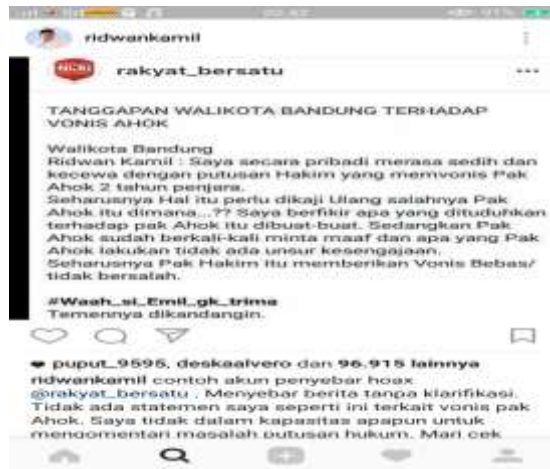 ridwankamil
rakyat_bersatu
TANGGAPAN WALIKOTA BANDUNG TERHADAP
VONIS AHOK
Walikota Bandung
Ridwan Kamil : Saya secara pribadi merasa sedih dan
kecewa dengan putusan Hakim yang memvonis Pak
Ahok 2 tahun penjara.
Seharusnya Hal itu perlu dikaji Ulang salahnya Pak
Ahok itu dimana...?? Saya berfikir apa yang dituduhkan
terhadap pak Ahok itu dibuat-buat. Sedangkan Pak
Ahok sudah berkali-kali minta maaf dan apa yang Pak
Ahok lakukan tidak ada unsur kesengajaan.
Seharusnya Pak Hakim itu memberikan Vonis Bebas/
tidak bersalah.
#Waah_si_Emil_gk_trima
Temennya dikandangin.
puput_9595, deskaalvero dan 96.915 lainnya
ridwankamil contoh akun penyebar hoax
@rakyat_bersatu . Menyebar berita tanpa klarifikasi.
Tidak ada statemen saya seperti ini terkait vonis pak
Ahok. Saya tidak dalam kapasitas apapun untuk
mengomentari masalah putusan hukum. Mari cek